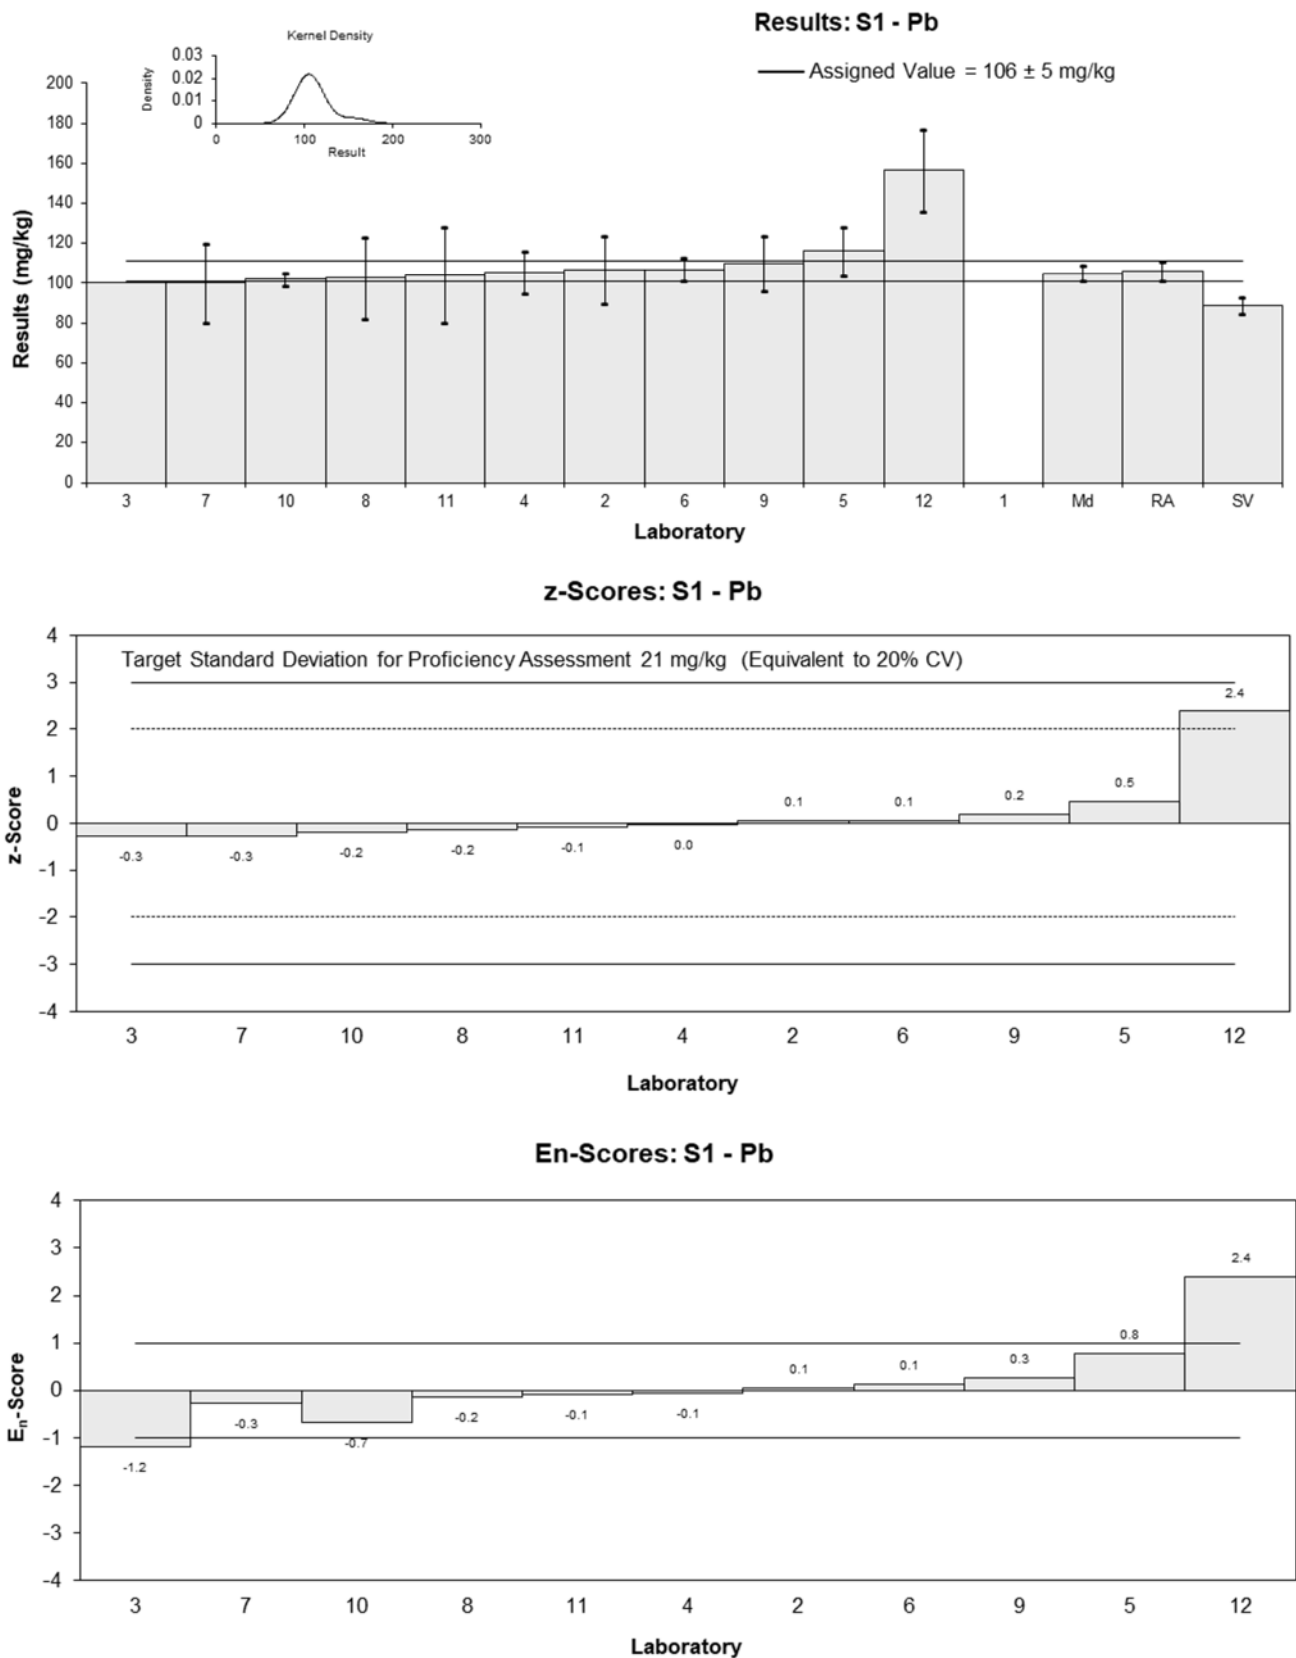 Results: S1 - Pb
Assigned Value = 106 ± 5 mg/kg
Kernel Density
Density
0.03
0.02
0.01
0
0 100 200 300
Result
Results (mg/kg)
200
180
160
140
120
100
80
60
40
20
0
3 7 10 8 11 4 2 6 9 5 12 1 Md RA SV
Laboratory
z-Scores: S1 - Pb
Target Standard Deviation for Proficiency Assessment 21 mg/kg (Equivalent to 20% CV)
z-Score
4
3
2
1
0
-1
-2
-3
-4
-0.3 -0.3 -0.2 -0.2 -0.1 0.0 0.1 0.1 0.2 0.5 2.4
3 7 10 8 11 4 2 6 9 5 12
Laboratory
En-Scores: S1 - Pb
En-Score
4
3
2
1
0
-1
-2
-3
-4
-1.2 -0.3 -0.7 -0.2 -0.1 -0.1 0.1 0.1 0.3 0.8 2.4
3 7 10 8 11 4 2 6 9 5 12
Laboratory